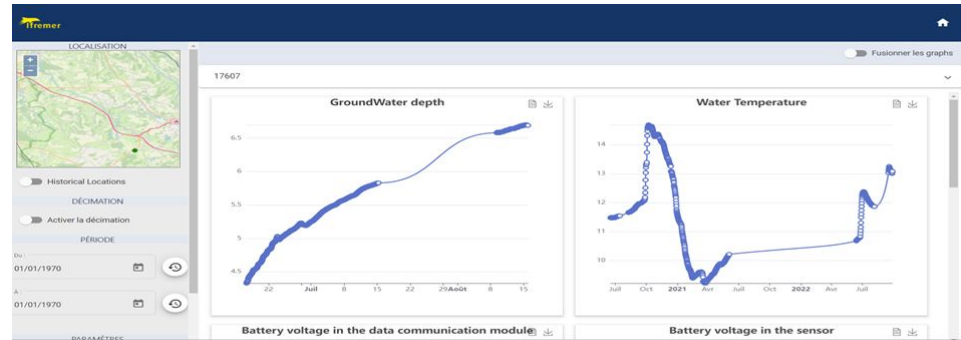 ifremer
LOCALISATION
+
−
Historical Locations
DÉCIMATION
Activer la décimation
PÉRIODE
Du :
01/01/1970
À :
01/01/1970
PARAMÈTRES
Fusionner les graphs
17607
GroundWater depth
6.5
6
5.5
5
4.5
22 Juil 8 15 22 29 Août 8 15
Water Temperature
14
13
12
11
10
Juil Oct 2021 Avr Juil Oct 2022 Avr Juil
Battery voltage in the data communication module
Battery voltage in the sensor